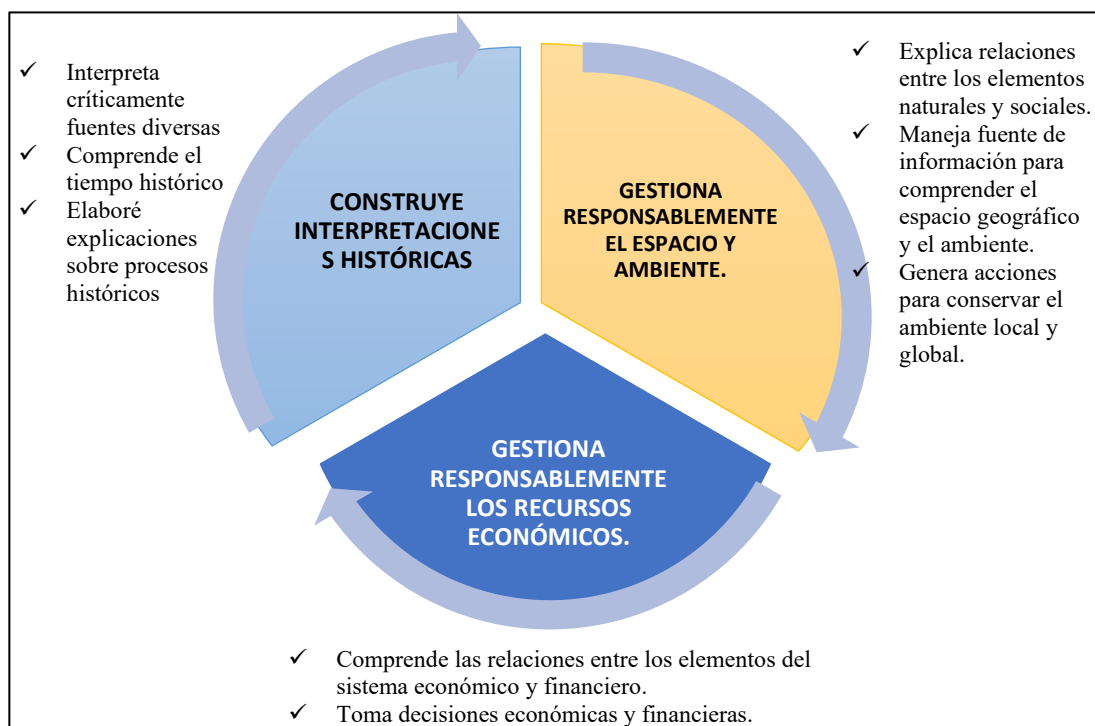 ✓ Interpreta
críticamente
fuentes diversas
✓ Comprende el
tiempo histórico
✓ Elaboré
explicaciones
sobre procesos
históricos
CONSTRUYE
INTERPRETACIONE
S HISTÓRICAS
GESTIONA
RESPONSABLEMENTE
EL ESPACIO Y
AMBIENTE.
✓ Explica relaciones
entre los elementos
naturales y sociales.
✓ Maneja fuente de
información para
comprender el
espacio geográfico
y el ambiente.
✓ Genera acciones
para conservar el
ambiente local y
global.
GESTIONA
RESPONSABLEMENTE
LOS RECURSOS
ECONÓMICOS.
✓ Comprende las relaciones entre los elementos del
sistema económico y financiero.
✓ Toma decisiones económicas y financieras.